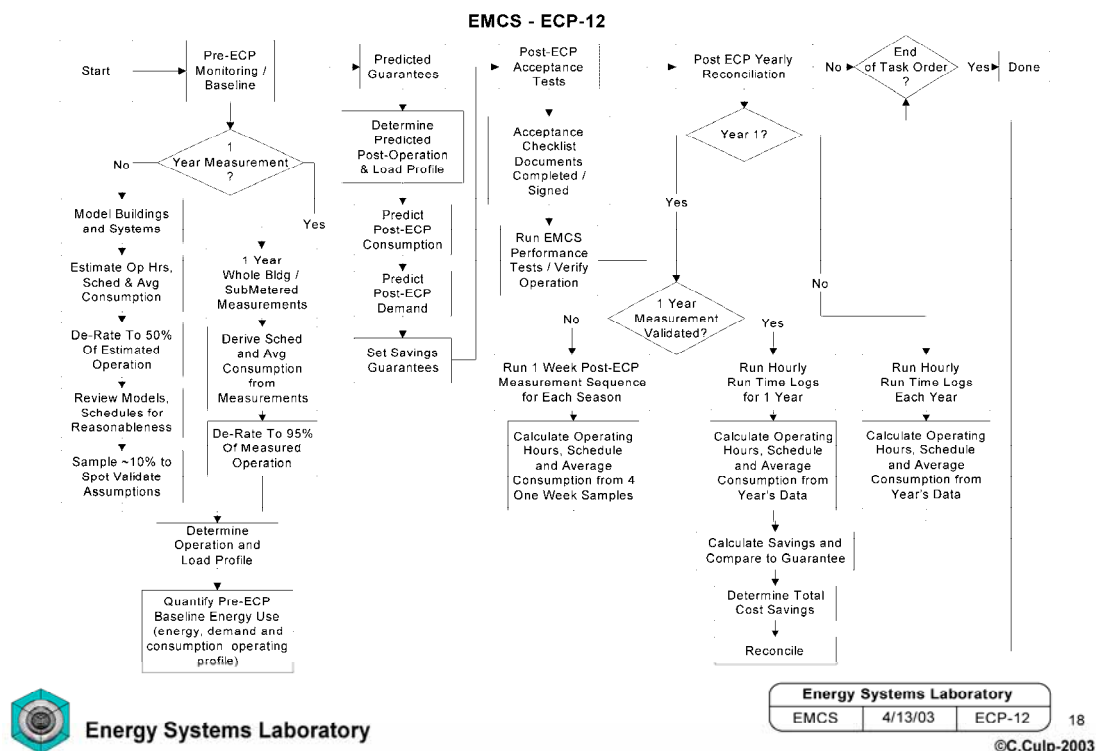 EMCS - ECP-12
Start
Pre-ECP
Monitoring /
Baseline
1
Year Measurement
?
No
Yes
Model Buildings
and Systems
Estimate Op Hrs,
Sched & Avg
Consumption
De-Rate To 50%
Of Estimated
Operation
Review Models,
Schedules for
Reasonableness
Sample ~10% to
Spot Validate
Assumptions
1 Year
Whole Bldg /
SubMetered
Measurements
Derive Sched
and Avg
Consumption
from
Measurements
De-Rate To 95%
Of Measured
Operation
Determine
Operation and
Load Profile
Quantify Pre-ECP
Baseline Energy Use
(energy, demand and
consumption operating
profile)
Predicted
Guarantees
Determine
Predicted
Post-Operation
& Load Profile
Predict
Post-ECP
Consumption
Predict
Post-ECP
Demand
Set Savings
Guarantees
Post-ECP
Acceptance
Tests
Acceptance
Checklist
Documents
Completed /
Signed
Run EMCS
Performance
Tests / Verify
Operation
Post ECP Yearly
Reconciliation
Year 1?
Yes
No
1 Year
Measurement
Validated?
No
Yes
Run 1 Week Post-ECP
Measurement Sequence
for Each Season
Calculate Operating
Hours, Schedule
and Average
Consumption from 4
One Week Samples
Run Hourly
Run Time Logs
for 1 Year
Calculate Operating
Hours, Schedule
and Average
Consumption from
Year's Data
Calculate Savings and
Compare to Guarantee
Determine Total
Cost Savings
Reconcile
Run Hourly
Run Time Logs
Each Year
Calculate Operating
Hours, Schedule
and Average
Consumption from
Year's Data
No
End
of Task Order
?
Yes
Done
Energy Systems Laboratory
Energy Systems Laboratory
EMCS 4/13/03 ECP-12
18
©C.Culp-2003